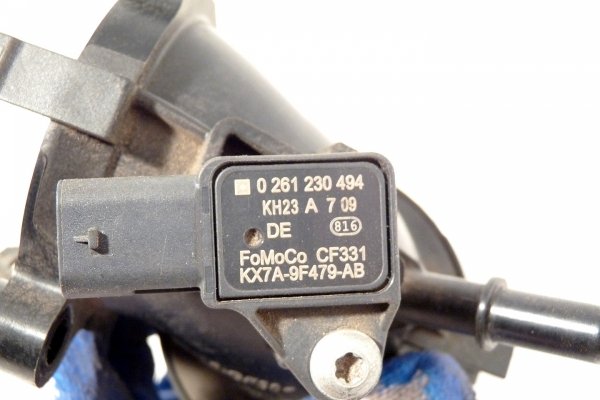 0 261 230 494
KH23 A 7 09
DE 816
FoMoCo CF331
KX7A-9F479-AB